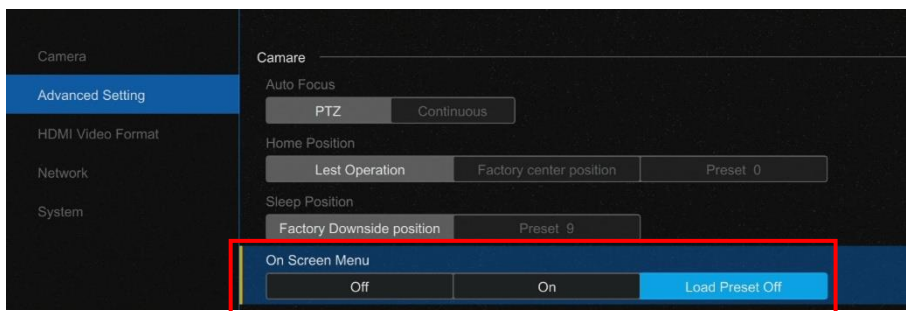 Camera
Advanced Setting
HDMI Video Format
Network
System
Camare
Auto Focus
PTZ Continuous
Home Position
Lest Operation Factory center position Preset 0
Sleep Position
Factory Downside position Preset 9
On Screen Menu
Off On Load Preset Off